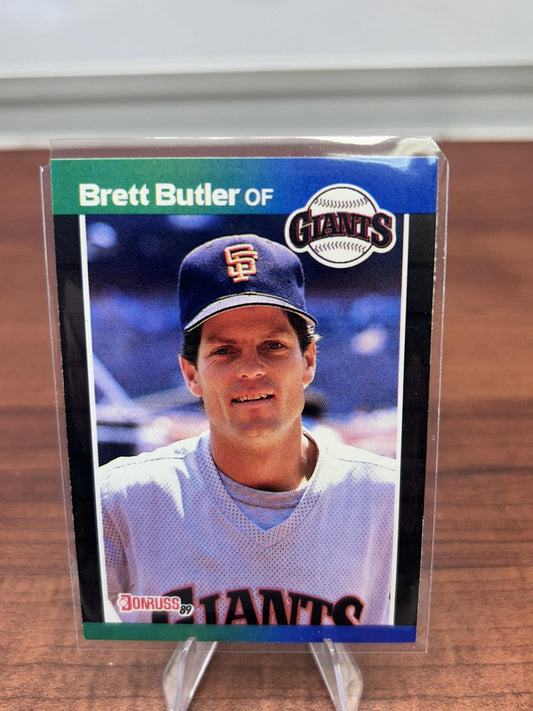 Brett Butler OF
GIANTS
SF
DONRUSS 89
GIANTS